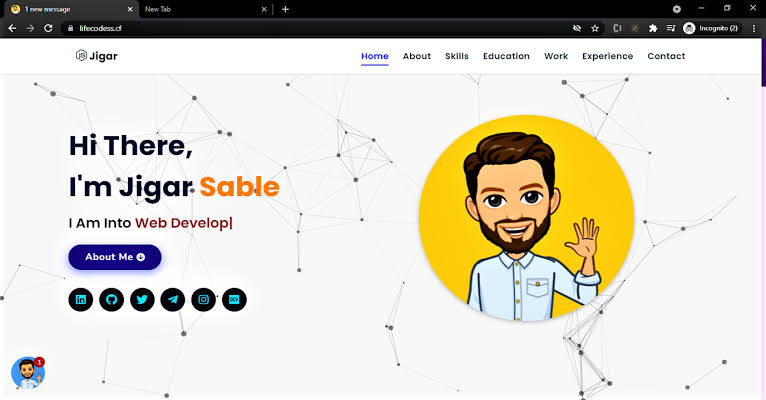 1 new message
New Tab
lifecodess.cf
Incognito (2)
Jigar
Home About Skills Education Work Experience Contact
Hi There,
I'm Jigar Sable
I Am Into Web Develop|
About Me
DEV
1